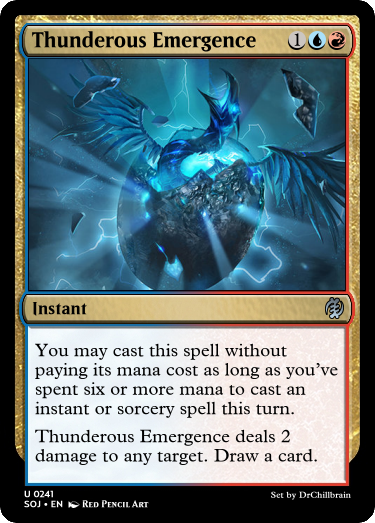 Thunderous Emergence 1
Instant
You may cast this spell without
paying its mana cost as long as you've
spent six or more mana to cast an
instant or sorcery spell this turn.
Thunderous Emergence deals 2
damage to any target. Draw a card.
U 0241
SOJ • EN Red Pencil Art
Set by DrChillbrain